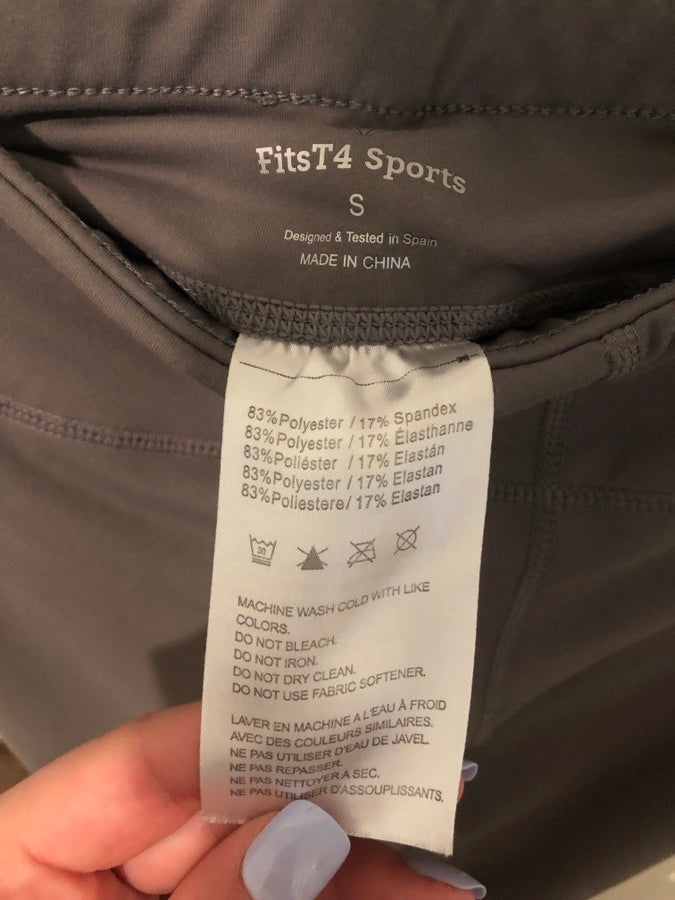 FitsT4 Sports
S
Designed & Tested in Spain
MADE IN CHINA
83%Polyester / 17% Spandex
83%Polyester / 17% Élasthanne
83%Poliéster / 17% Elastán
83%Polyester / 17% Elastan
83%Poliestere/ 17% Elastan
30
MACHINE WASH COLD WITH LIKE
COLORS.
DO NOT BLEACH.
DO NOT IRON.
DO NOT DRY CLEAN.
DO NOT USE FABRIC SOFTENER.
LAVER EN MACHINE A L'EAU À FROID
AVEC DES COULEURS SIMILAIRES.
NE PAS UTILISER D'EAU DE JAVEL
NE PAS REPASSER.
NE PAS NETTOYER A SEC.
NE PAS UTILISER D'ASSOUPLISSANTS.